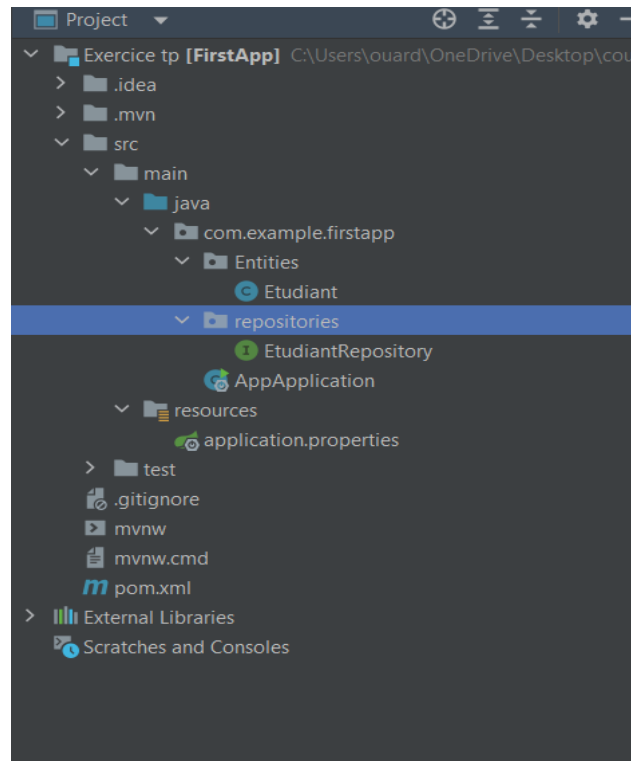 Project
Exercice tp [FirstApp] C:\Users\ouard\OneDrive\Desktop\cou
.idea
.mvn
src
main
java
com.example.firstapp
Entities
C Etudiant
repositories
I EtudiantRepository
AppApplication
resources
application.properties
test
.gitignore
mvnw
mvnw.cmd
m pom.xml
External Libraries
Scratches and Consoles